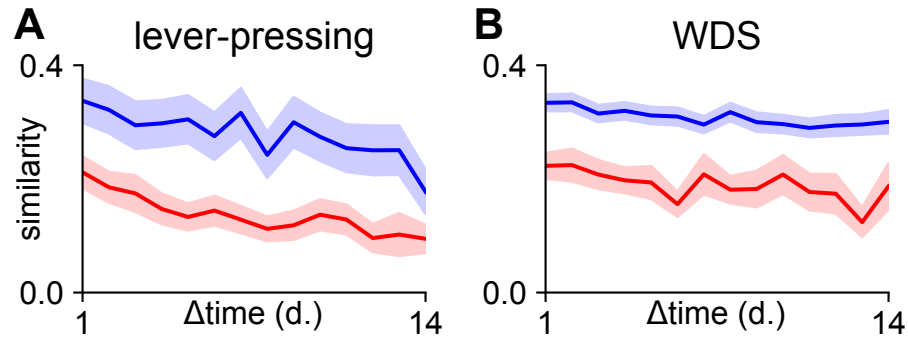 A
lever-pressing
0.4
similarity
0.0
1
Δtime (d.)
14
B
WDS
0.4
0.0
1
Δtime (d.)
14